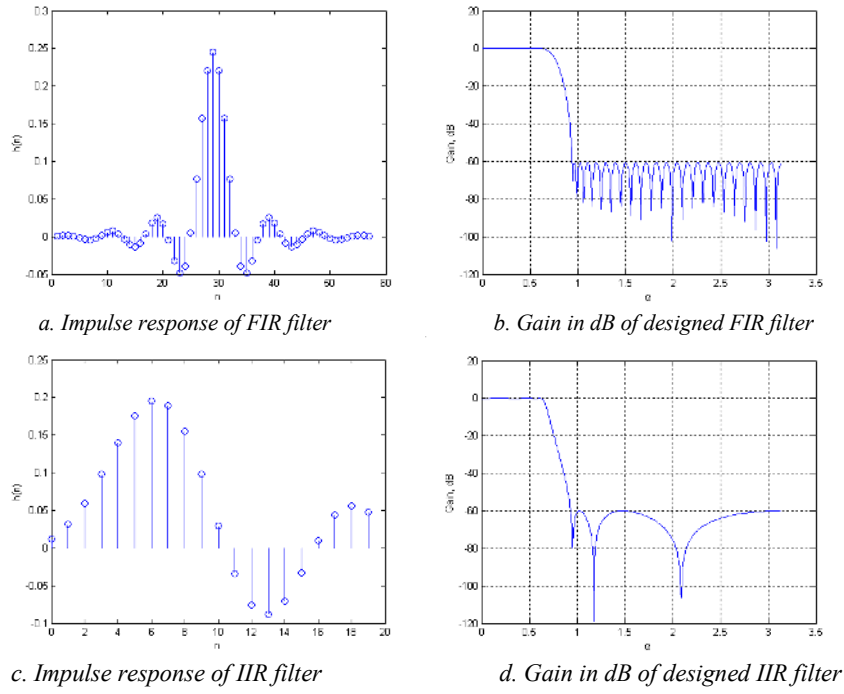 0.3
0.25
0.2
0.15
0.1
0.05
0
-0.05
h(n)
0 10 20 30 40 50 60
n
a. Impulse response of FIR filter
20
0
-20
-40
-60
-80
-100
-120
Gain, dB
0 0.5 1 1.5 2 2.5 3 3.5
b. Gain in dB of designed FIR filter
0.25
0.2
0.15
0.1
0.05
0
-0.05
-0.1
h(n)
0 2 4 6 8 10 12 14 16 18 20
n
c. Impulse response of IIR filter
20
0
-20
-40
-60
-80
-100
-120
Gain, dB
0 0.5 1 1.5 2 2.5 3 3.5
d. Gain in dB of designed IIR filter